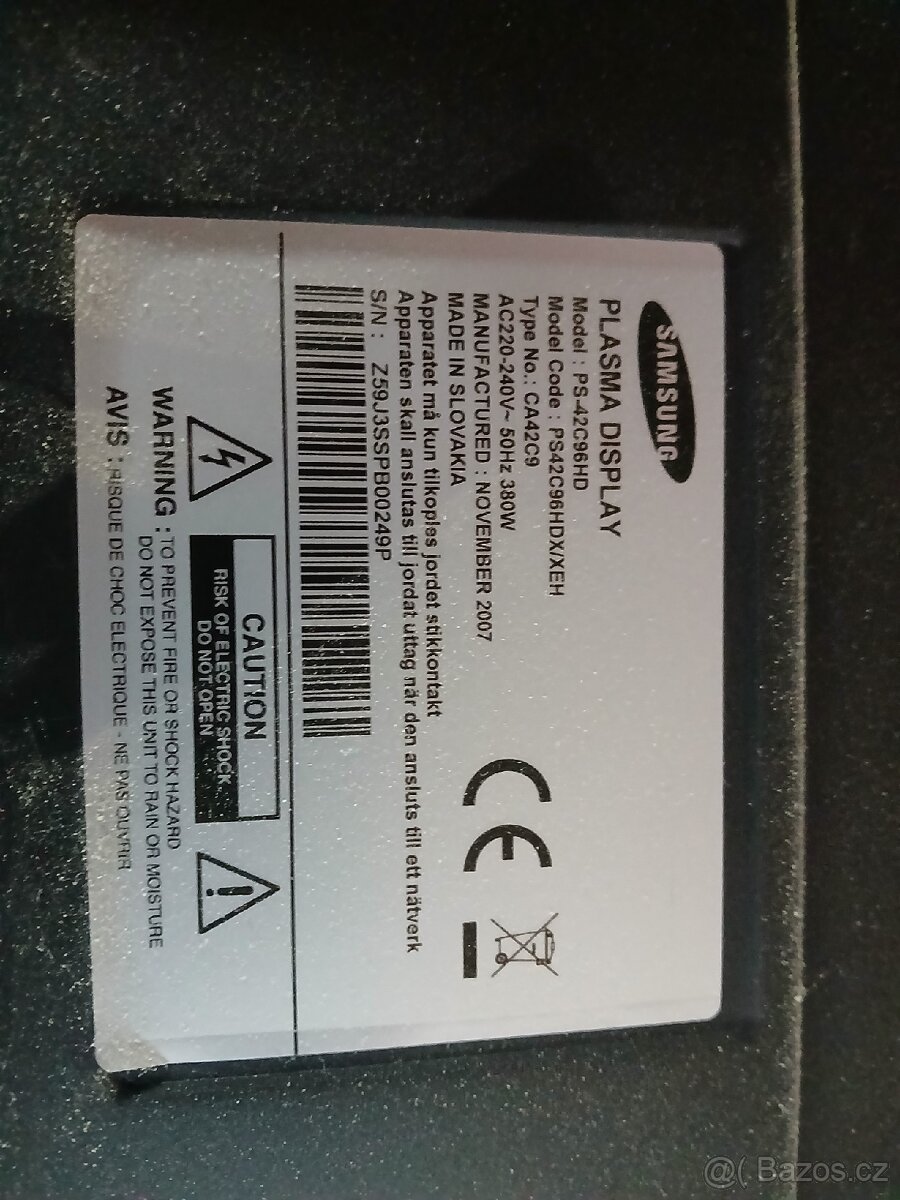 SAMSUNG
PLASMA DISPLAY
Model : PS-42C96HD
Model Code : PS42C96HDX/XEH
Type No.: CA42C9
AC220-240V~ 50Hz 380W
MANUFACTURED : NOVEMBER 2007
MADE IN SLOVAKIA
Apparatet må kun tilkoples jordet stikkontakt
Apparaten skall anslutas till jordat uttag när den ansluts till ett nätverk
S/N : Z59J3SSPB00249P
CE
CAUTION
RISK OF ELECTRIC SHOCK
DO NOT OPEN
WARNING : TO PREVENT FIRE OR SHOCK HAZARD
DO NOT EXPOSE THIS UNIT TO RAIN OR MOISTURE
AVIS : RISQUE DE CHOC ELECTRIQUE - NE PAS OUVRIR
@( Bazos.cz